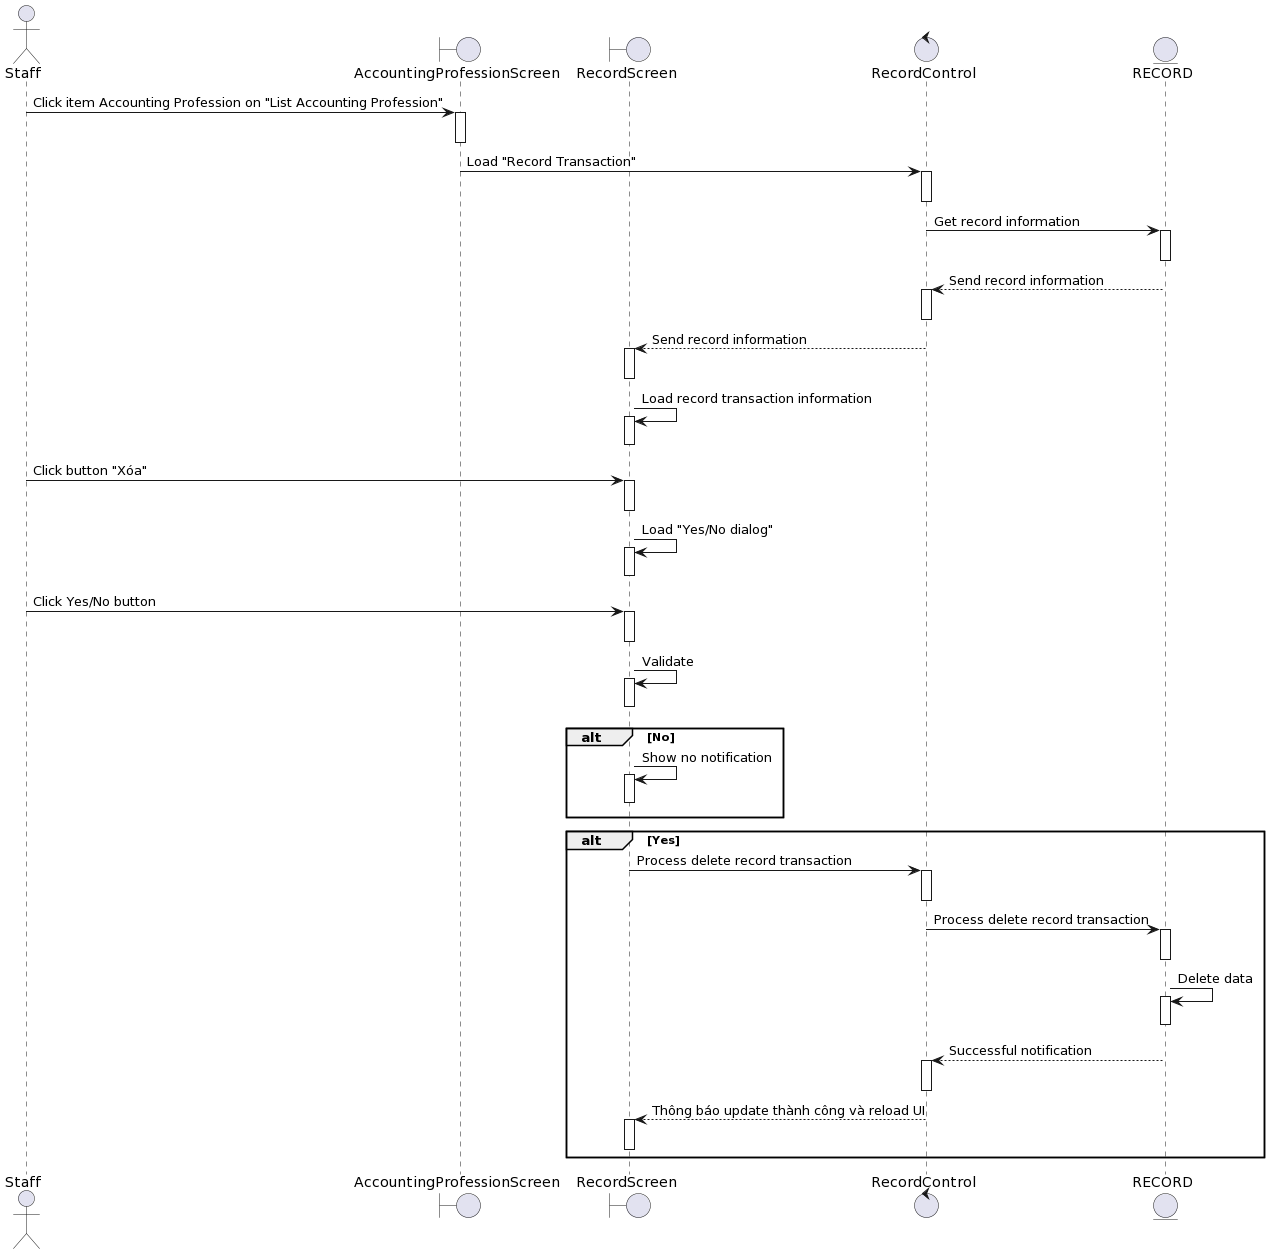 Staff
AccountingProfessionScreen
RecordScreen
RecordControl
RECORD
Click item Accounting Profession on "List Accounting Profession"
Load "Record Transaction"
Get record information
Send record information
Send record information
Load record transaction information
Click button "Xóa"
Load "Yes/No dialog"
Click Yes/No button
Validate
alt [No]
Show no notification
alt [Yes]
Process delete record transaction
Process delete record transaction
Delete data
Successful notification
Thông báo update thành công và reload UI
Staff
AccountingProfessionScreen
RecordScreen
RecordControl
RECORD